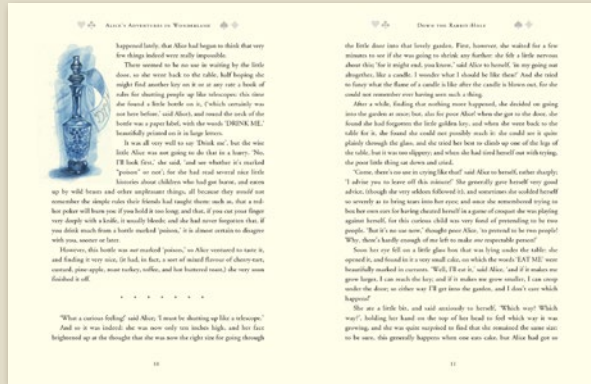 ALICE'S ADVENTURES IN WONDERLAND
happened lately, that Alice had begun to think that very
few things indeed were really impossible.
There seemed to be no use in waiting by the little
door, so she went back to the table, half hoping she
might find another key on it or at any rate a book of
rules for shutting people up like telescopes: this time
she found a little bottle on it, ('which certainly was
not here before,' said Alice), and round the neck of the
bottle was a paper label, with the words 'DRINK ME,'
beautifully printed on it in large letters.
It was all very well to say 'Drink me', but the wise
little Alice was not going to do that in a hurry. 'No,
I'll look first,' she said, 'and see whether it's marked
"poison" or not'; for she had read several nice little
histories about children who had got burnt, and eaten
up by wild beasts and other unpleasant things, all because they would not
remember the simple rules their friends had taught them: such as, that a red-
hot poker will burn you if you hold it too long; and that, if you cut your finger
very deeply with a knife, it usually bleeds; and she had never forgotten that, if
you drink much from a bottle marked 'poison,' it is almost certain to disagree
with you, sooner or later.
However, this bottle was not marked 'poison,' so Alice ventured to taste it,
and finding it very nice, (it had, in fact, a sort of mixed flavour of cherry-tart,
custard, pine-apple, roast turkey, toffee, and hot buttered toast,) she very soon
finished it off.
* * * * * * *
'What a curious feeling!' said Alice; 'I must be shutting up like a telescope.'
And so it was indeed: she was now only ten inches high, and her face
brightened up at the thought that she was now the right size for going through
10
DOWN THE RABBIT-HOLE
the little door into that lovely garden. First, however, she waited for a few
minutes to see if she was going to shrink any further: she felt a little nervous
about this; 'for it might end, you know,' said Alice to herself, 'in my going out
altogether, like a candle. I wonder what I should be like then?' And she tried
to fancy what the flame of a candle is like after the candle is blown out, for she
could not remember ever having seen such a thing.
After a while, finding that nothing more happened, she decided on going
into the garden at once; but, alas for poor Alice! when she got to the door, she
found she had forgotten the little golden key, and when she went back to the
table for it, she found she could not possibly reach it: she could see it quite
plainly through the glass, and she tried her best to climb up one of the legs of
the table, but it was too slippery; and when she had tired herself out with trying,
the poor little thing sat down and cried.
'Come, there's no use in crying like that!' said Alice to herself, rather sharply;
'I advise you to leave off this minute!' She generally gave herself very good
advice, (though she very seldom followed it), and sometimes she scolded herself
so severely as to bring tears into her eyes; and once she remembered trying to
box her own ears for having cheated herself in a game of croquet she was playing
against herself, for this curious child was very fond of pretending to be two
people. 'But it's no use now,' thought poor Alice, 'to pretend to be two people!
Why, there's hardly enough of me left to make one respectable person!'
Soon her eye fell on a little glass box that was lying under the table: she
opened it, and found in it a very small cake, on which the words 'EAT ME' were
beautifully marked in currants. 'Well, I'll eat it,' said Alice, 'and if it makes me
grow larger, I can reach the key; and if it makes me grow smaller, I can creep
under the door; so either way I'll get into the garden, and I don't care which
happens!'
She ate a little bit, and said anxiously to herself, 'Which way? Which
way?', holding her hand on the top of her head to feel which way it was
growing, and she was quite surprised to find that she remained the same size:
to be sure, this generally happens when one eats cake, but Alice had got so
11